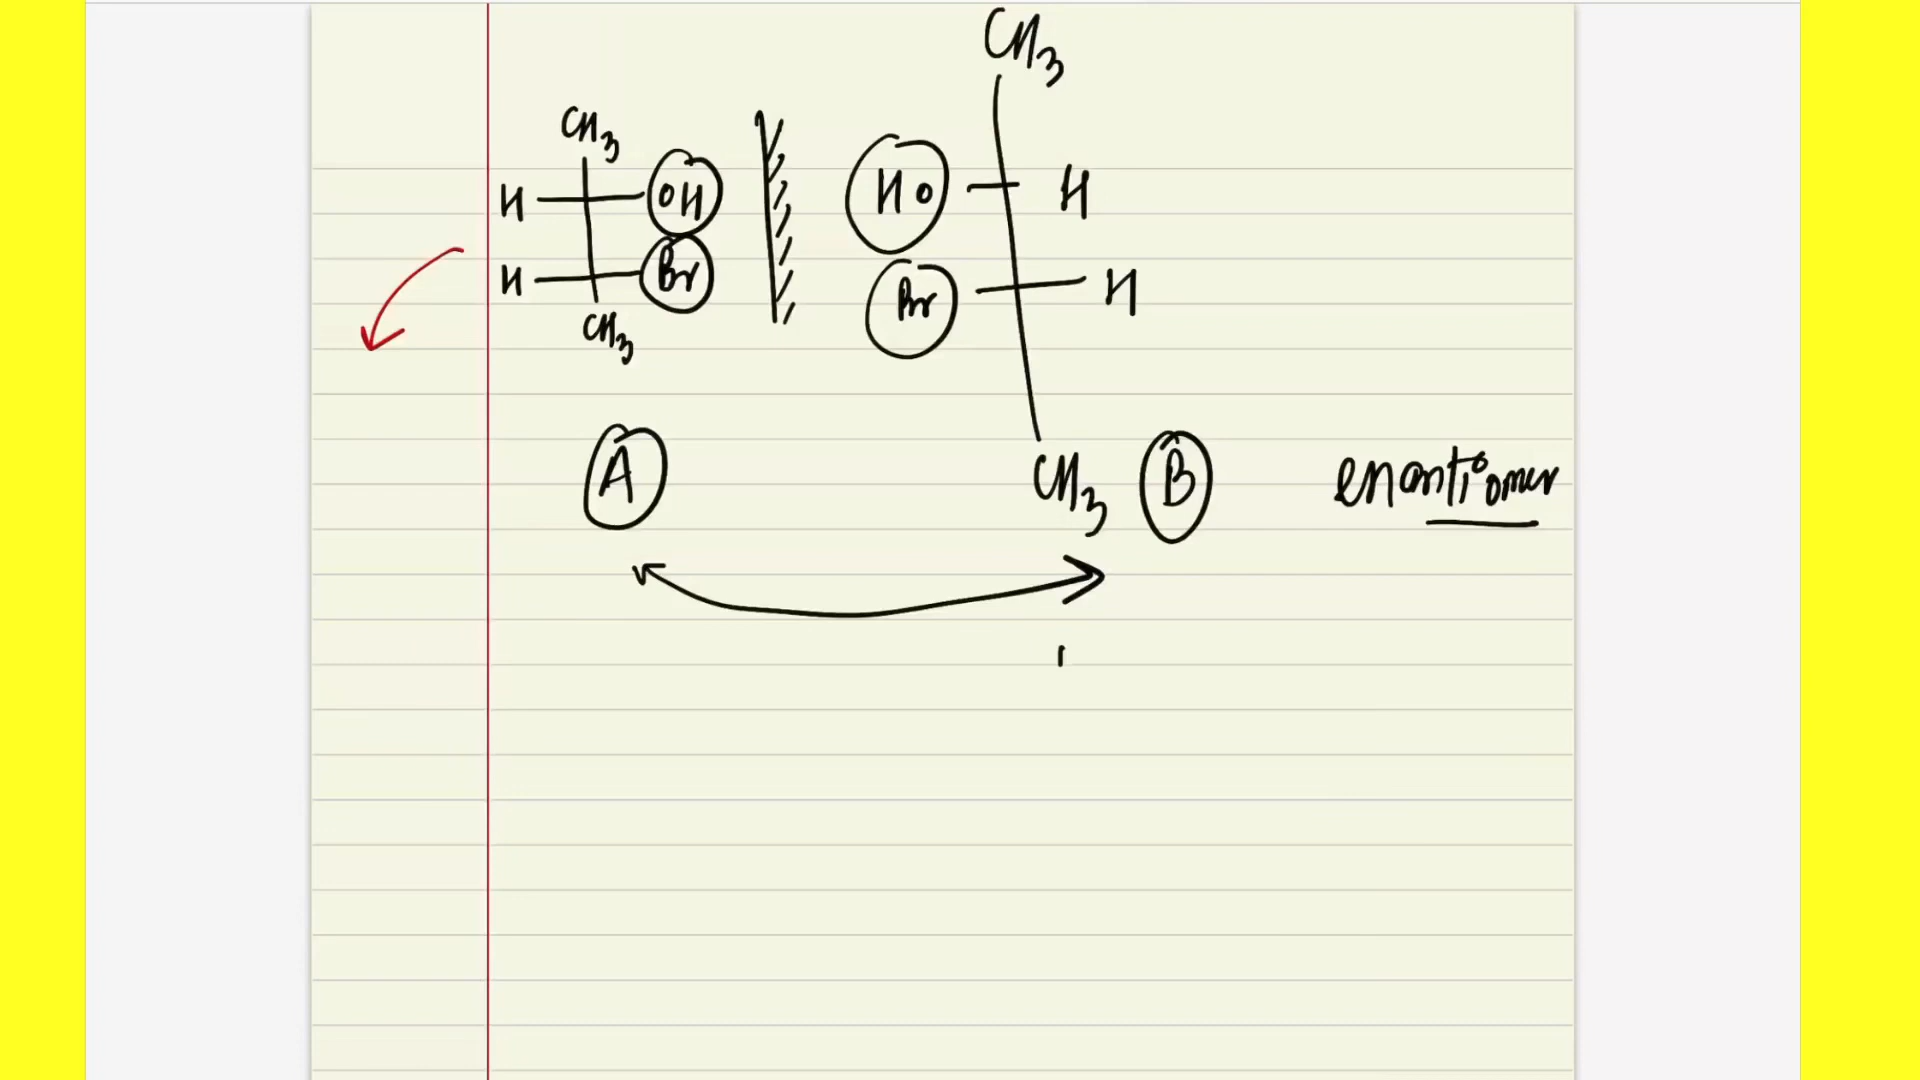 CH3
CH3
H OH HO H
H Br Br H
CH3
A CH3 B enantiomer